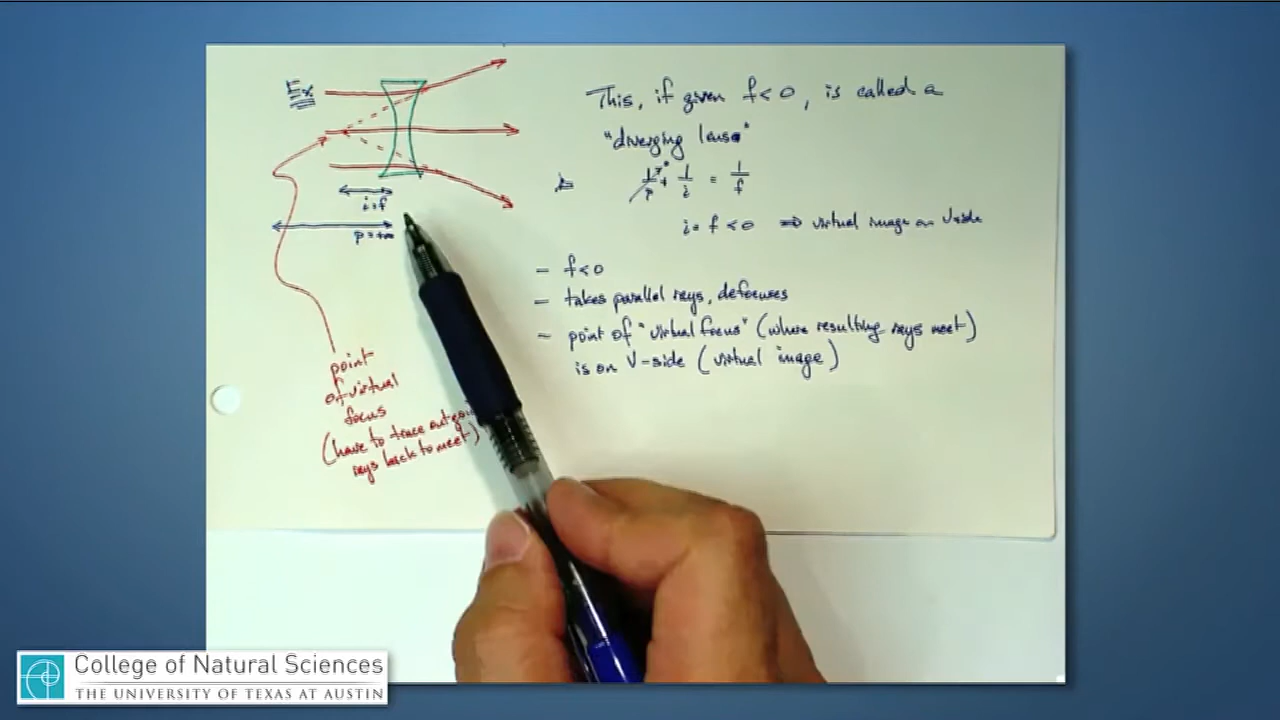 Ex
i=f
p=+∞
point
of virtual
focus
(have to trace outgoing
rays back to meet)
This, if given f<0, is called a
"diverging lense"
1/p + 1/i = 1/f
i = f < 0 ⇒ virtual image on V-side
- f<0
- takes parallel rays, defocuses
- point of "virtual focus" (where resulting rays meet)
is on V-side (virtual image)
College of Natural Sciences
THE UNIVERSITY OF TEXAS AT AUSTIN